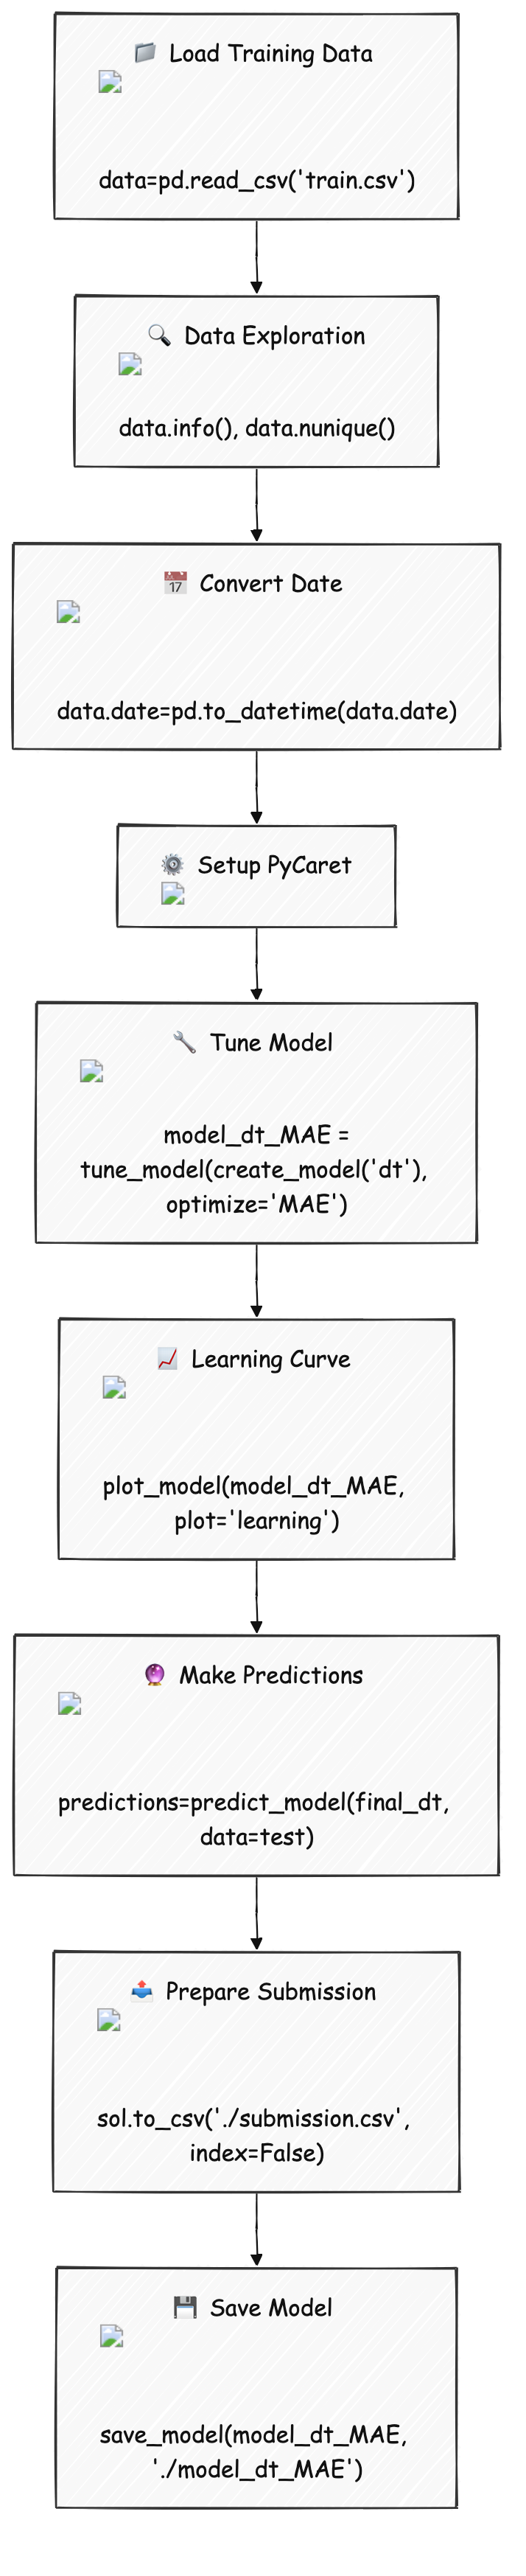 📁 Load Training Data
data=pd.read_csv('train.csv')
🔍 Data Exploration
data.info(), data.nunique()
📅 Convert Date
data.date=pd.to_datetime(data.date)
⚙️ Setup PyCaret
🔧 Tune Model
model_dt_MAE =
tune_model(create_model('dt'),
optimize='MAE')
📈 Learning Curve
plot_model(model_dt_MAE,
plot='learning')
🔮 Make Predictions
predictions=predict_model(final_dt,
data=test)
📤 Prepare Submission
sol.to_csv('./submission.csv',
index=False)
💾 Save Model
save_model(model_dt_MAE,
'./model_dt_MAE')